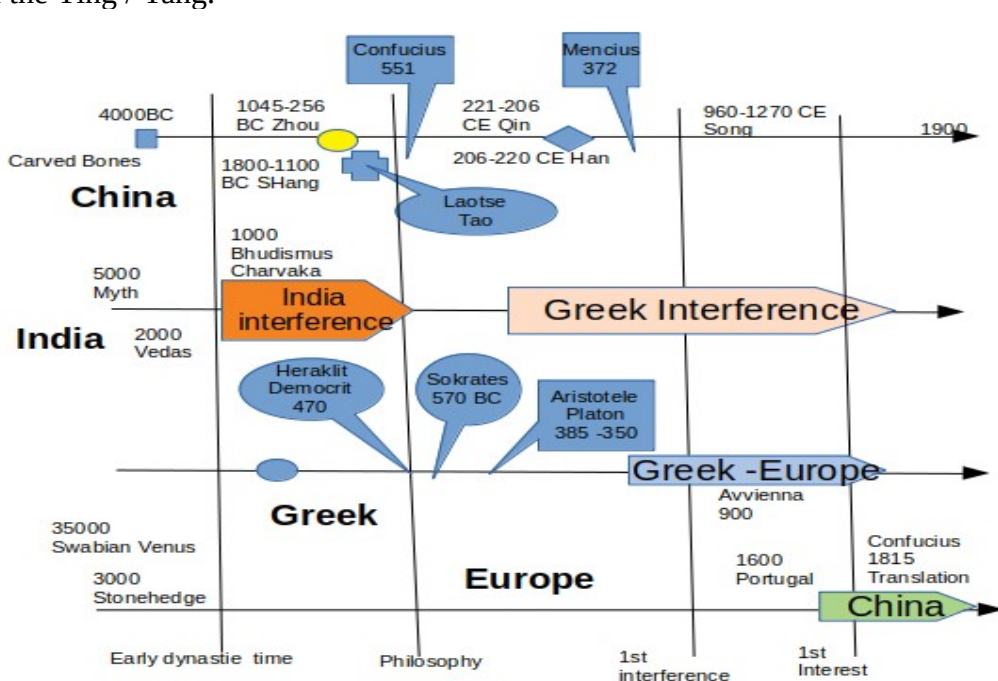 Confucius
551
Mencius
372
4000BC
1045-256
BC Zhou
221-206
CE Qin
960-1270 CE
Song
1900
Carved Bones
1800-1100
BC SHang
206-220 CE Han
China
Laotse
Tao
1000
Bhudismus
Charvaka
5000
Myth
India
interference
Greek Interference
India
2000
Vedas
Heraklit
Democrit
470
Sokrates
570 BC
Aristotele
Platon
385 -350
Greek -Europe
Avvienna
900
Greek
35000
Swabian Venus
3000
Stonehedge
Europe
1600
Portugal
Confucius
1815
Translation
China
Early dynastie time
Philosophy
1st
interference
1st
Interest